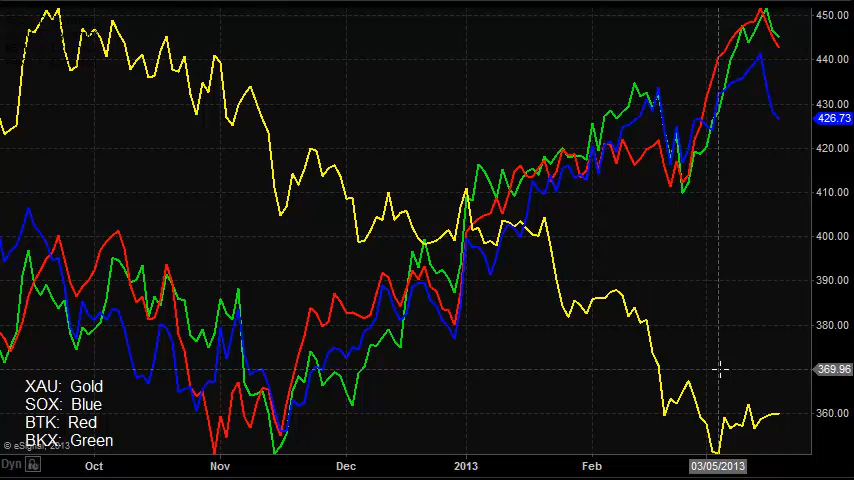 450.00
440.00
430.00
426.73
420.00
410.00
400.00
390.00
380.00
369.96
360.00
XAU: Gold
SOX: Blue
BTK: Red
BKX: Green
© eSignal, 2013
Dyn
Oct Nov Dec 2013 Feb 03/05/2013